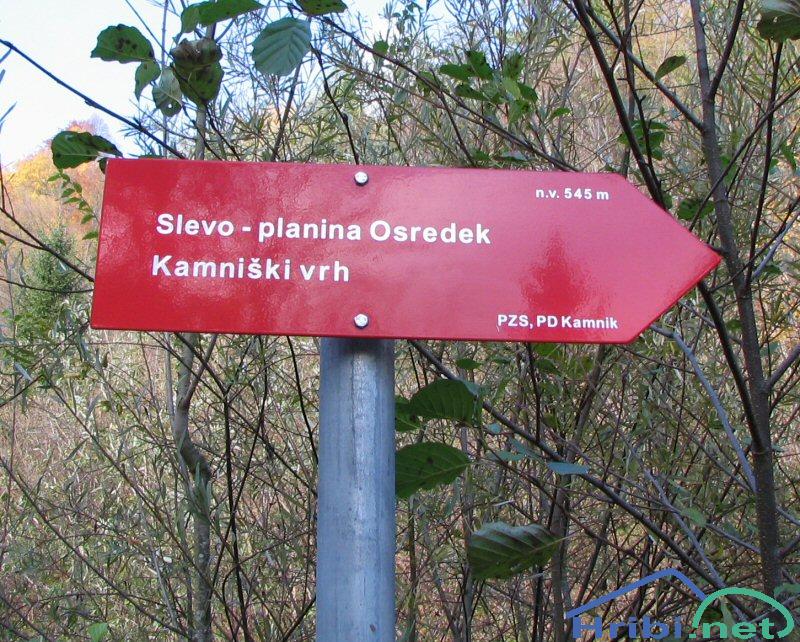 n.v. 545 m
Slevo - planina Osredek
Kamniški vrh
PZS, PD Kamnik
Hribi.net